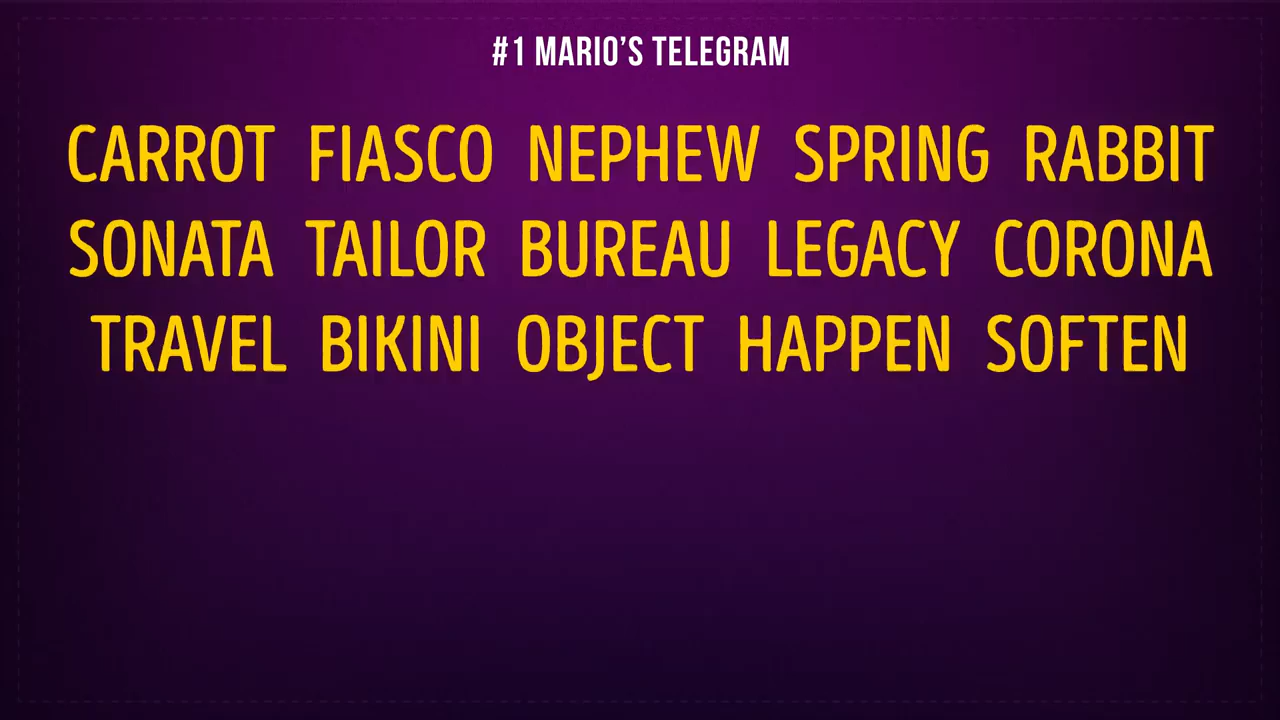 #1 MARIO’S TELEGRAM
CARROT FIASCO NEPHEW SPRING RABBIT
SONATA TAILOR BUREAU LEGACY CORONA
TRAVEL BIKINI OBJECT HAPPEN SOFTEN